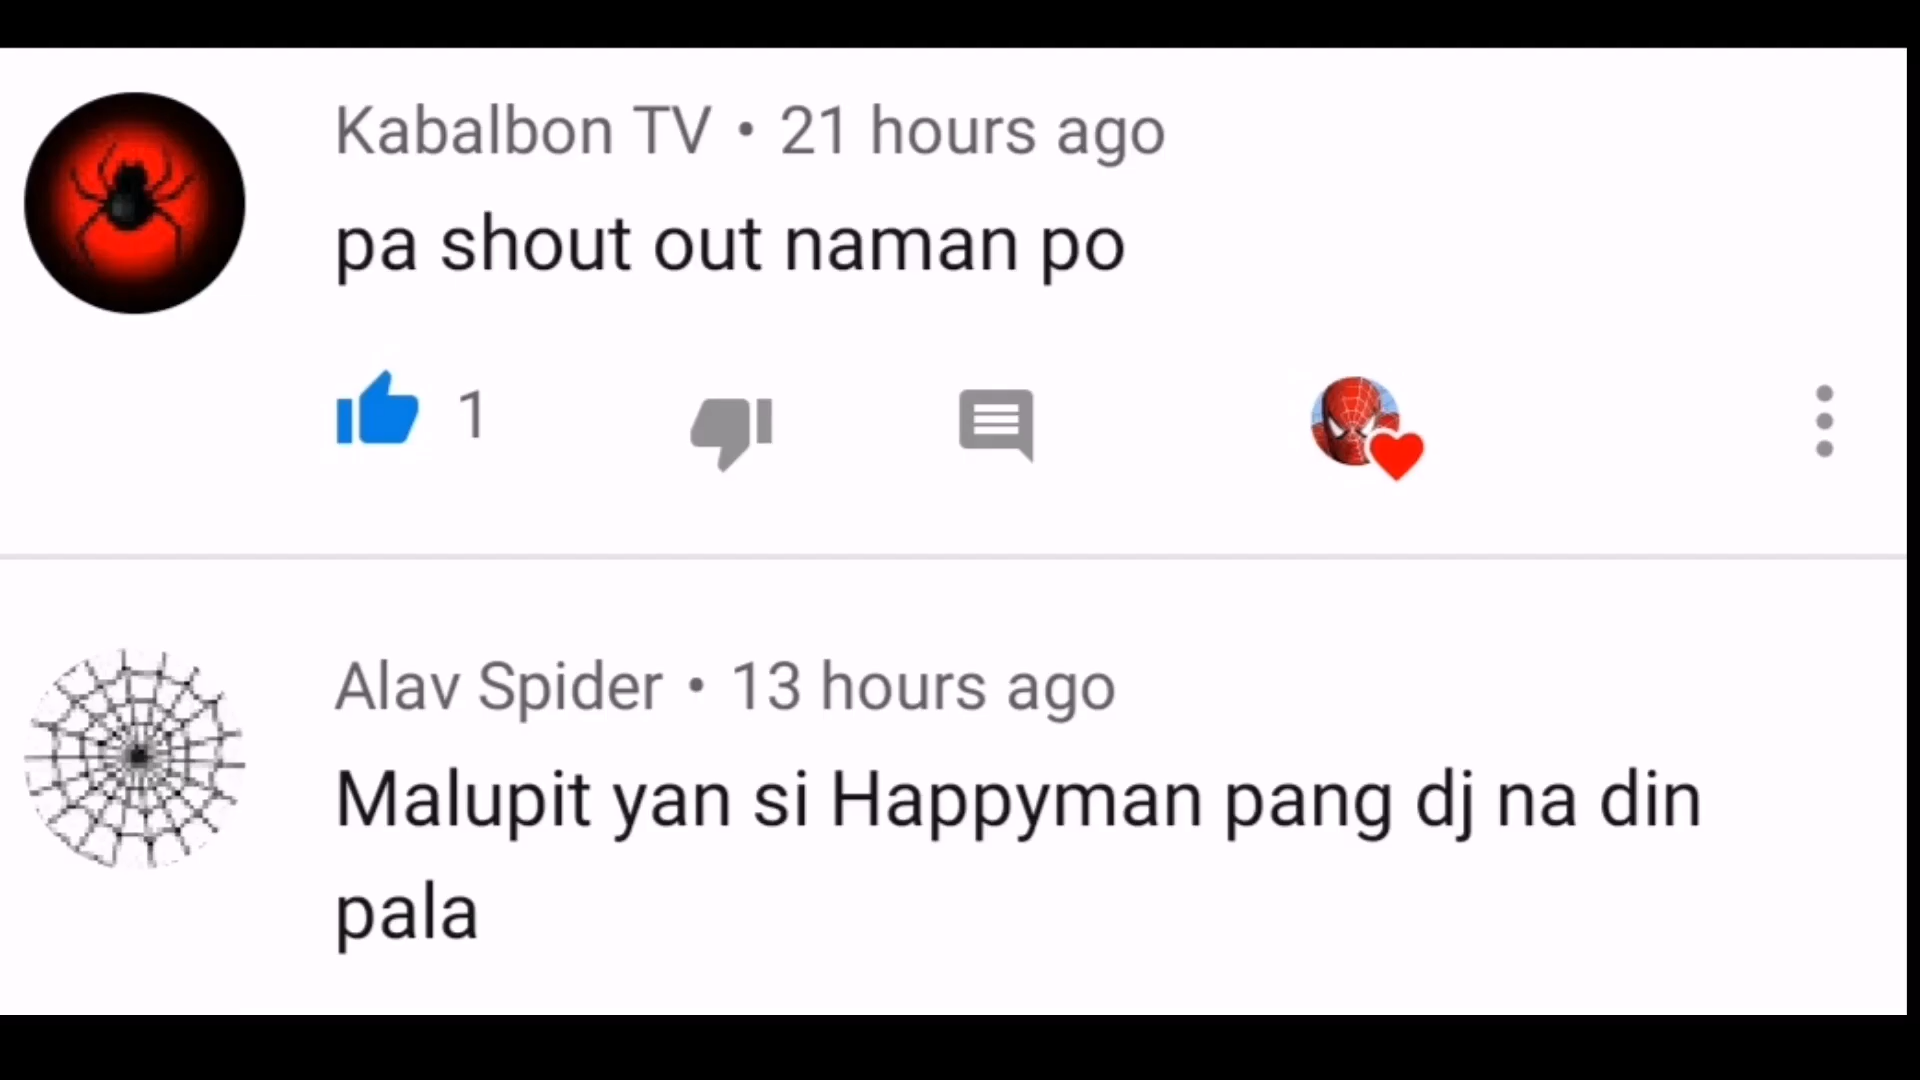 Kabalbon TV • 21 hours ago
pa shout out naman po
1
Alav Spider • 13 hours ago
Malupit yan si Happyman pang dj na din
pala